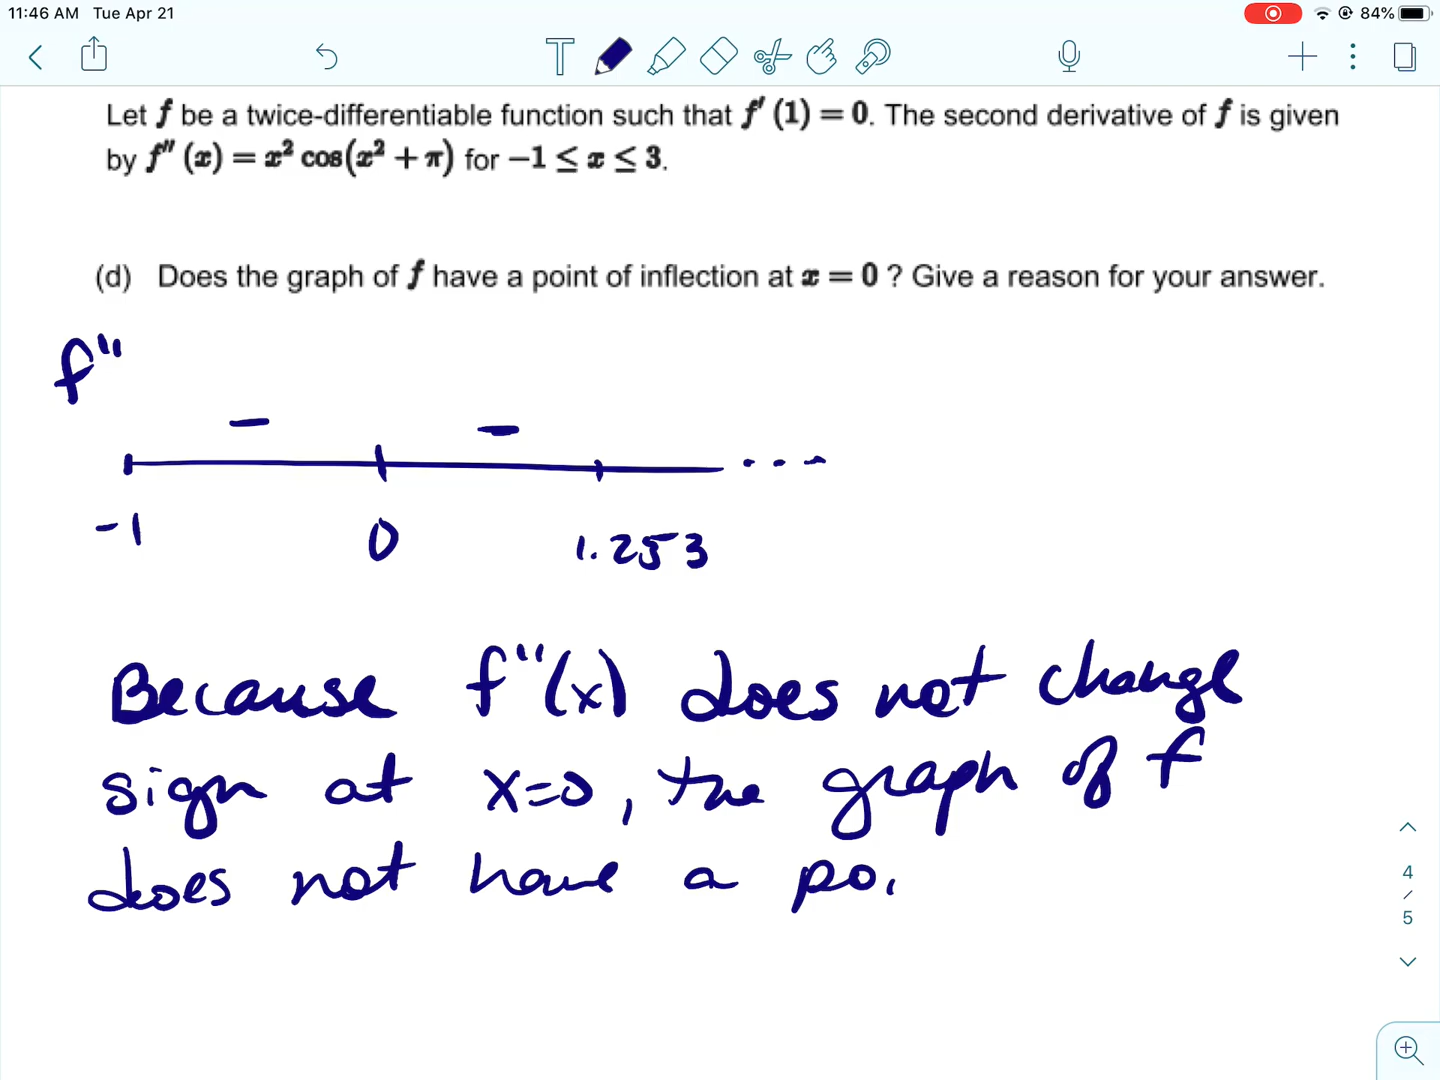 11:46 AM Tue Apr 21
84%
T
Let f be a twice-differentiable function such that f′ (1) = 0. The second derivative of f is given
by f″ (x) = x² cos(x² + π) for −1 ≤ x ≤ 3.
(d) Does the graph of f have a point of inflection at x = 0 ? Give a reason for your answer.
f"
− −
-1 0 1.253
Because f"(x) does not change
sign at x=0, the graph of f
does not have a po
4
/
5